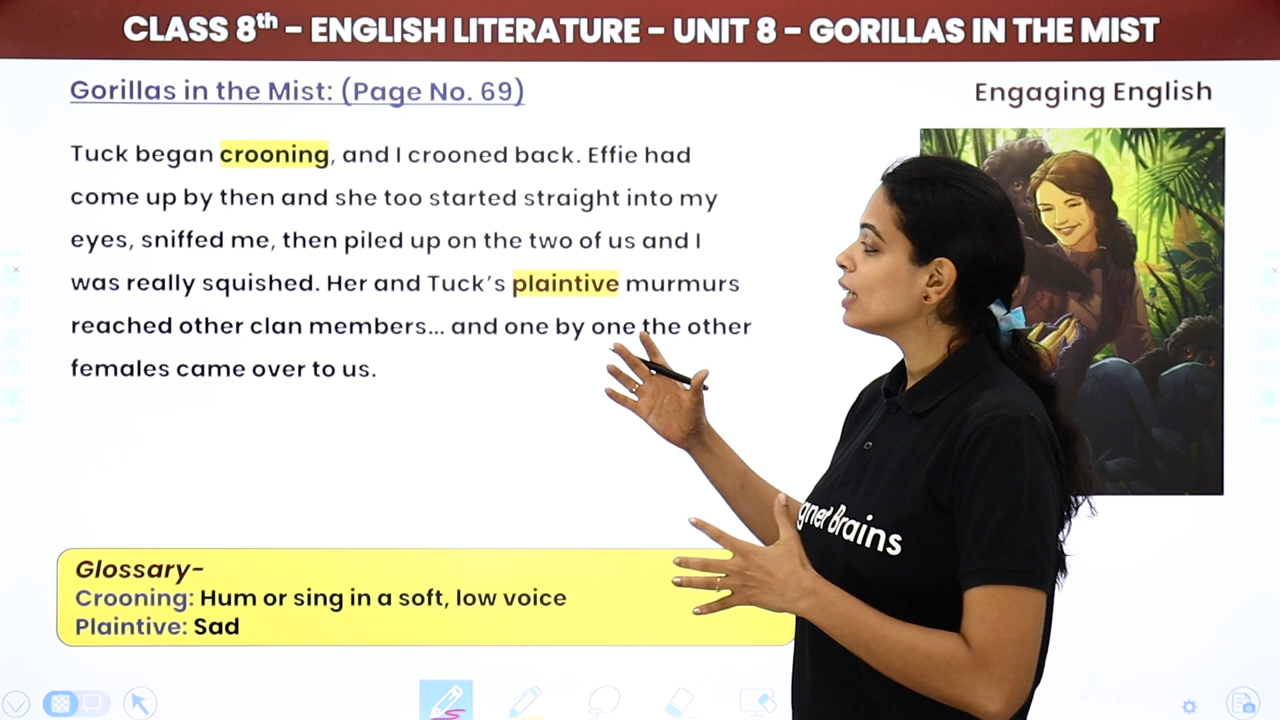 CLASS 8th – ENGLISH LITERATURE – UNIT 8 – GORILLAS IN THE MIST
Gorillas in the Mist: (Page No. 69)
Engaging English
Tuck began crooning, and I crooned back. Effie had
come up by then and she too started straight into my
eyes, sniffed me, then piled up on the two of us and I
was really squished. Her and Tuck's plaintive murmurs
reached other clan members... and one by one the other
females came over to us.
Brains
Glossary-
Crooning: Hum or sing in a soft, low voice
Plaintive: Sad